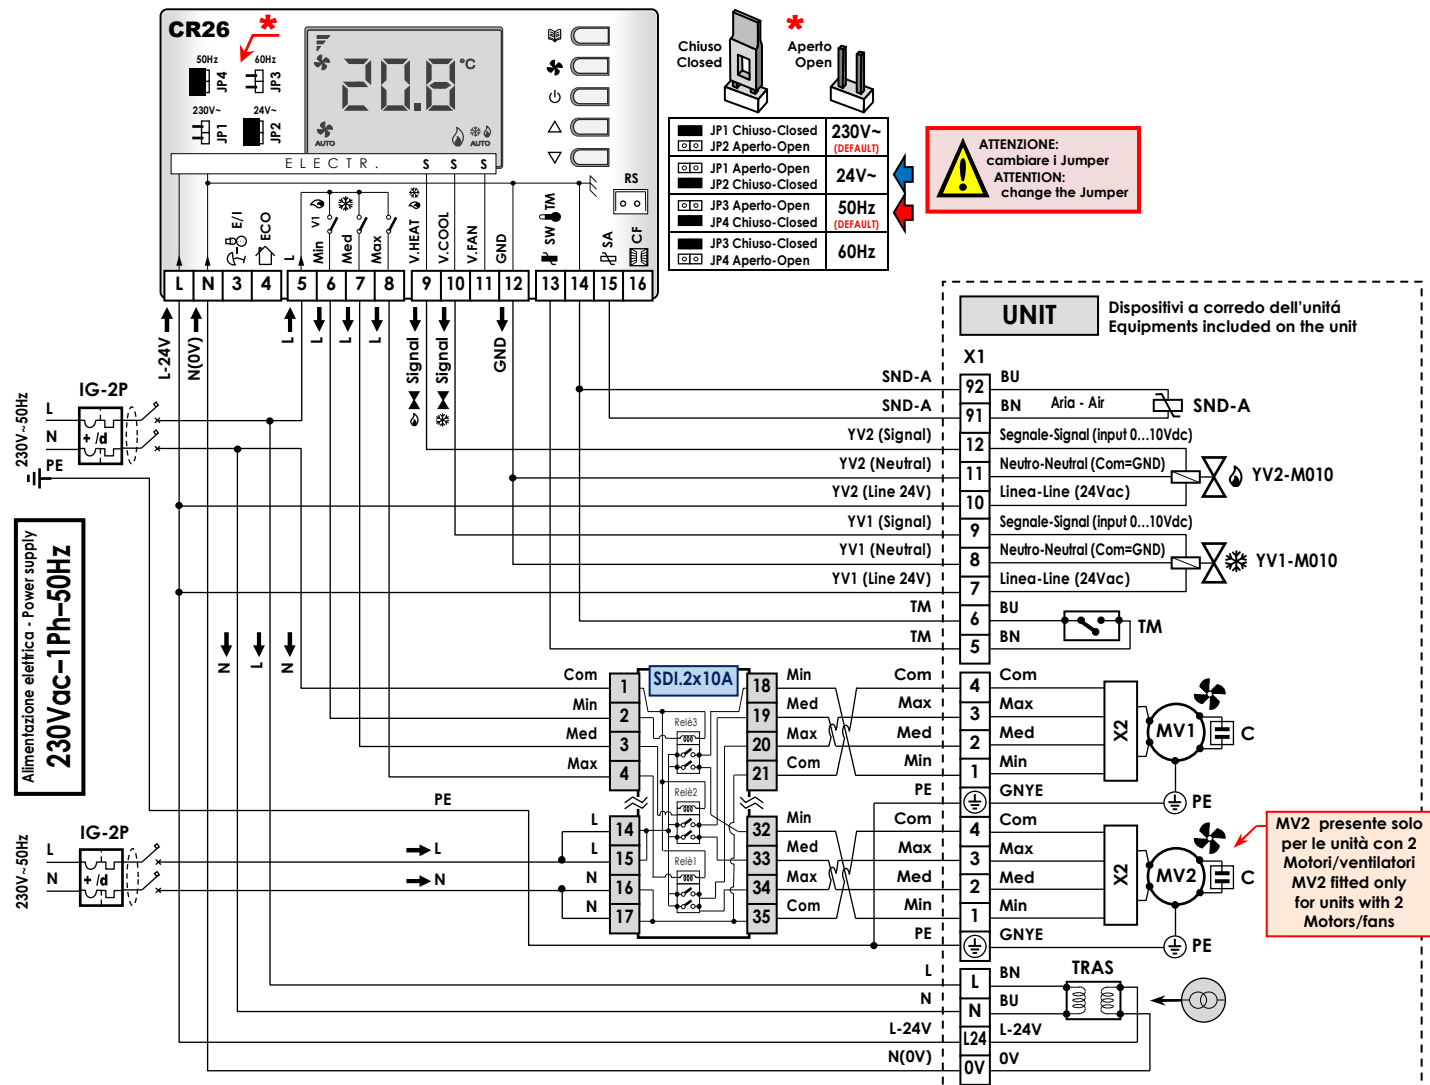 CR26
*
50Hz
JP4
60Hz
JP3
230V~
JP1
24V~
JP2
20.8 °C
AUTO
AUTO
ELECTR.
S S S
E/I
ECO
L
V1
Min
Med
Max
V.HEAT
V.COOL
V.FAN
GND
SW
TM
SA
CF
RS
L N 3 4 5 6 7 8 9 10 11 12 13 14 15 16
Chiuso
Closed
*
Aperto
Open
JP1 Chiuso-Closed
JP2 Aperto-Open
230V~
(DEFAULT)
JP1 Aperto-Open
JP2 Chiuso-Closed
24V~
JP3 Aperto-Open
JP4 Chiuso-Closed
50Hz
(DEFAULT)
JP3 Chiuso-Closed
JP4 Aperto-Open
60Hz
ATTENZIONE:
cambiare i Jumper
ATTENTION:
change the Jumper
L-24V
N(0V)
L
L
L
L
Signal
Signal
GND
IG-2P
230V~50Hz
L
N
PE
+ /d
Alimentazione elettrica - Power supply
230Vac-1Ph-50Hz
N
L
N
UNIT
Dispositivi a corredo dell'unitá
Equipments included on the unit
X1
SND-A 92 BU
SND-A 91 BN Aria - Air SND-A
YV2 (Signal) 12 Segnale-Signal (input 0...10Vdc)
YV2 (Neutral) 11 Neutro-Neutral (Com=GND) YV2-M010
YV2 (Line 24V) 10 Linea-Line (24Vac)
YV1 (Signal) 9 Segnale-Signal (input 0...10Vdc)
YV1 (Neutral) 8 Neutro-Neutral (Com=GND) YV1-M010
YV1 (Line 24V) 7 Linea-Line (24Vac)
TM 6 BU
TM 5 BN TM
SDI.2x10A
Com 1 18 Min Com 4 Com
Min 2 19 Med Max 3 Max
Med 3 20 Max Med 2 Med
Max 4 21 Com Min 1 Min
Relè3
Relè2
Relè1
X2 MV1 C
PE PE GNYE PE
L 14 32 Min Com 4 Com
L 15 33 Med Max 3 Max
N 16 34 Max Med 2 Med
N 17 35 Com Min 1 Min
X2 MV2 C
PE GNYE PE
IG-2P
230V~50Hz
L
N
+ /d
L
N
MV2 presente solo
per le unità con 2
Motori/ventilatori
MV2 fitted only
for units with 2
Motors/fans
L L BN TRAS
N N BU
L-24V L24 L-24V
N(0V) 0V 0V